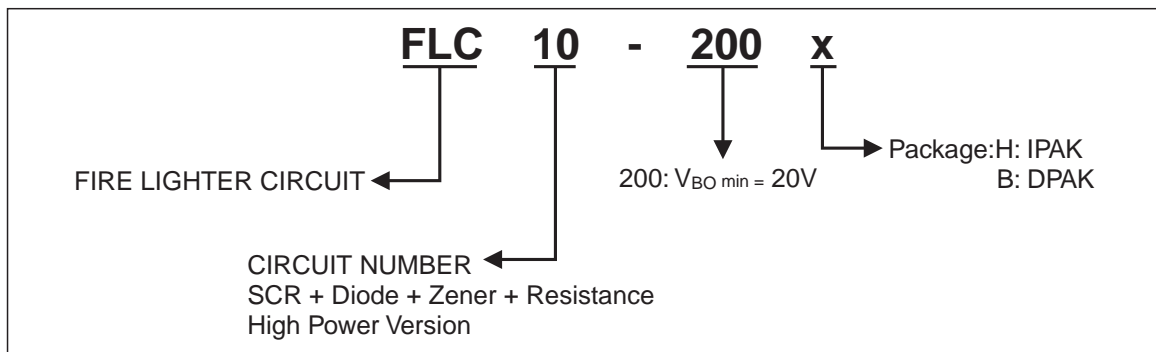 FLC 10 - 200 x
Package:H: IPAK
B: DPAK
FIRE LIGHTER CIRCUIT
200: VBO min = 20V
CIRCUIT NUMBER
SCR + Diode + Zener + Resistance
High Power Version